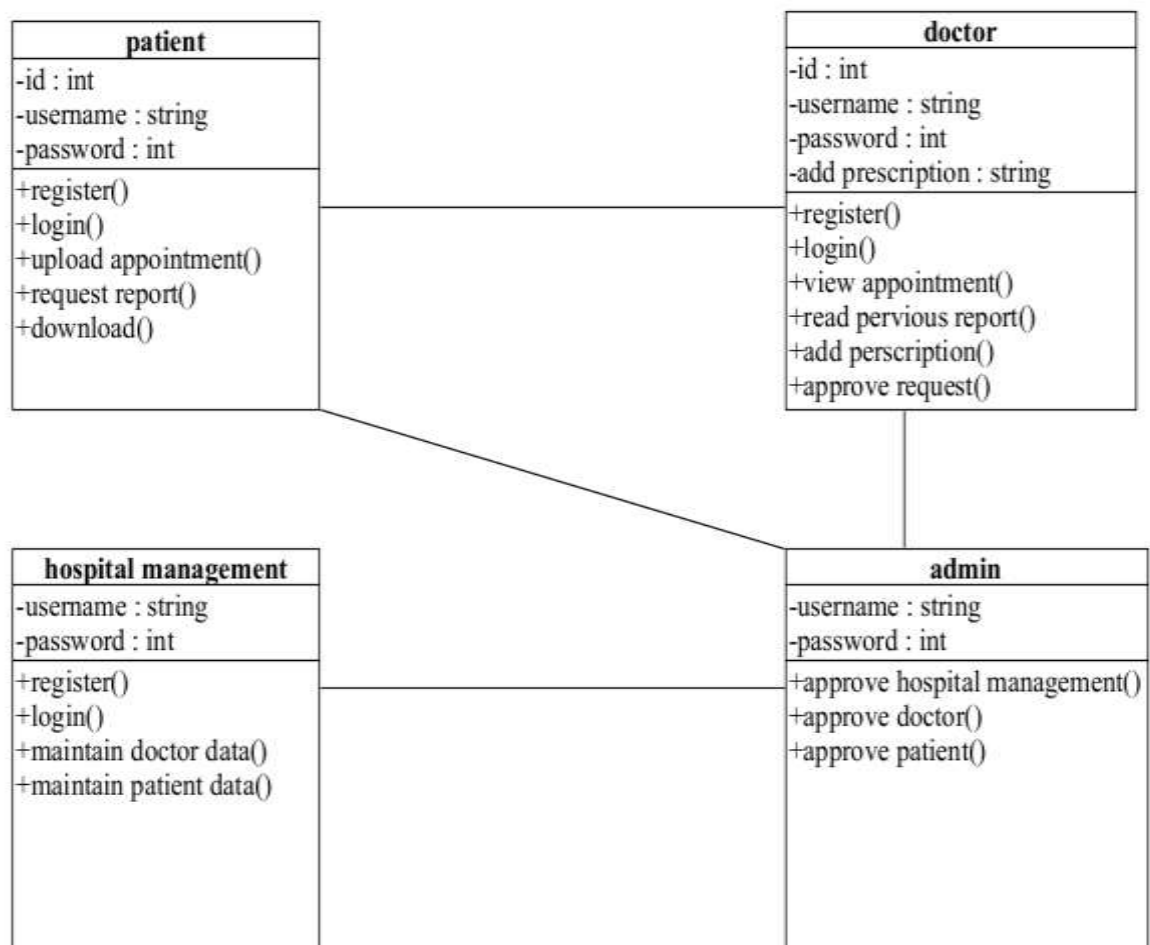 patient
-id : int
-username : string
-password : int
+register()
+login()
+upload appointment()
+request report()
+download()
doctor
-id : int
-username : string
-password : int
-add prescription : string
+register()
+login()
+view appointment()
+read pervious report()
+add perscription()
+approve request()
hospital management
-username : string
-password : int
+register()
+login()
+maintain doctor data()
+maintain patient data()
admin
-username : string
-password : int
+approve hospital management()
+approve doctor()
+approve patient()